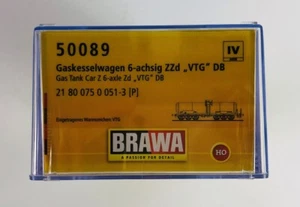 50089
IV
Gaskesselwagen 6-achsig ZZd „VTG" DB
Gas Tank Car Z 6-axle Zd „VTG" DB
21 80 075 0 051-3 [P]
BRAWA
A PASSION FOR DETAIL
HO